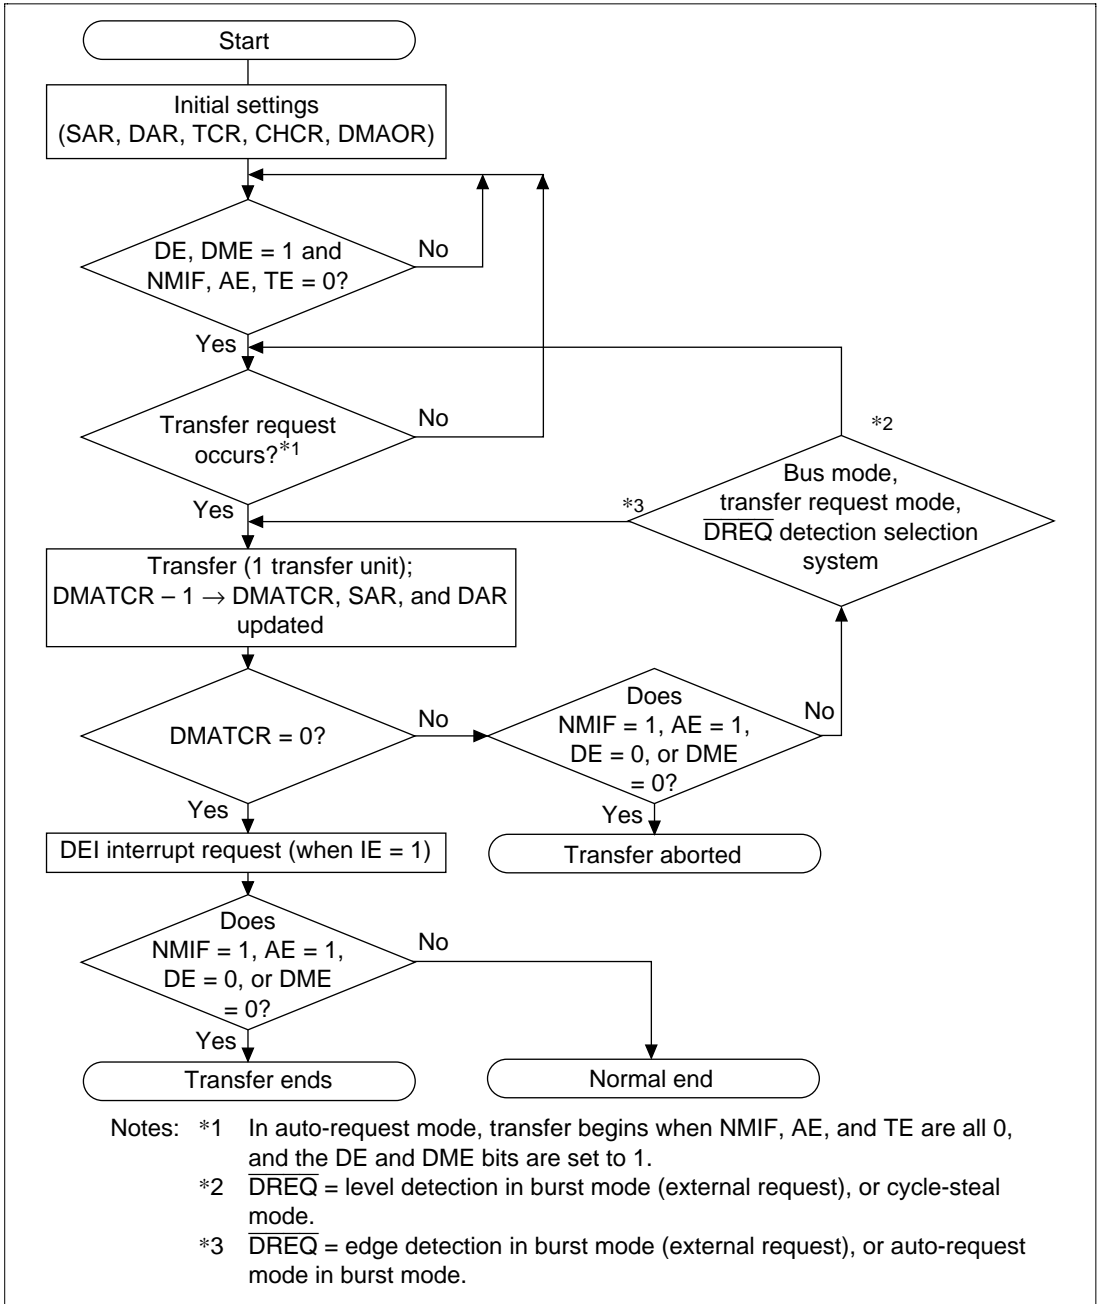 Start
Initial settings
(SAR, DAR, TCR, CHCR, DMAOR)
DE, DME = 1 and
NMIF, AE, TE = 0?
No
Yes
Transfer request
occurs?*1
No
Yes
*2
Bus mode,
transfer request mode,
DREQ detection selection
system
*3
Transfer (1 transfer unit);
DMATCR – 1 → DMATCR, SAR, and DAR
updated
DMATCR = 0?
No
Does
NMIF = 1, AE = 1,
DE = 0, or DME
= 0?
No
Yes
Yes
DEI interrupt request (when IE = 1)
Transfer aborted
Does
NMIF = 1, AE = 1,
DE = 0, or DME
= 0?
No
Yes
Transfer ends
Normal end
Notes: *1 In auto-request mode, transfer begins when NMIF, AE, and TE are all 0,
and the DE and DME bits are set to 1.
*2 DREQ = level detection in burst mode (external request), or cycle-steal
mode.
*3 DREQ = edge detection in burst mode (external request), or auto-request
mode in burst mode.